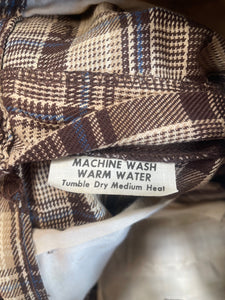 MACHINE WASH
WARM WATER
Tumble Dry Medium Heat